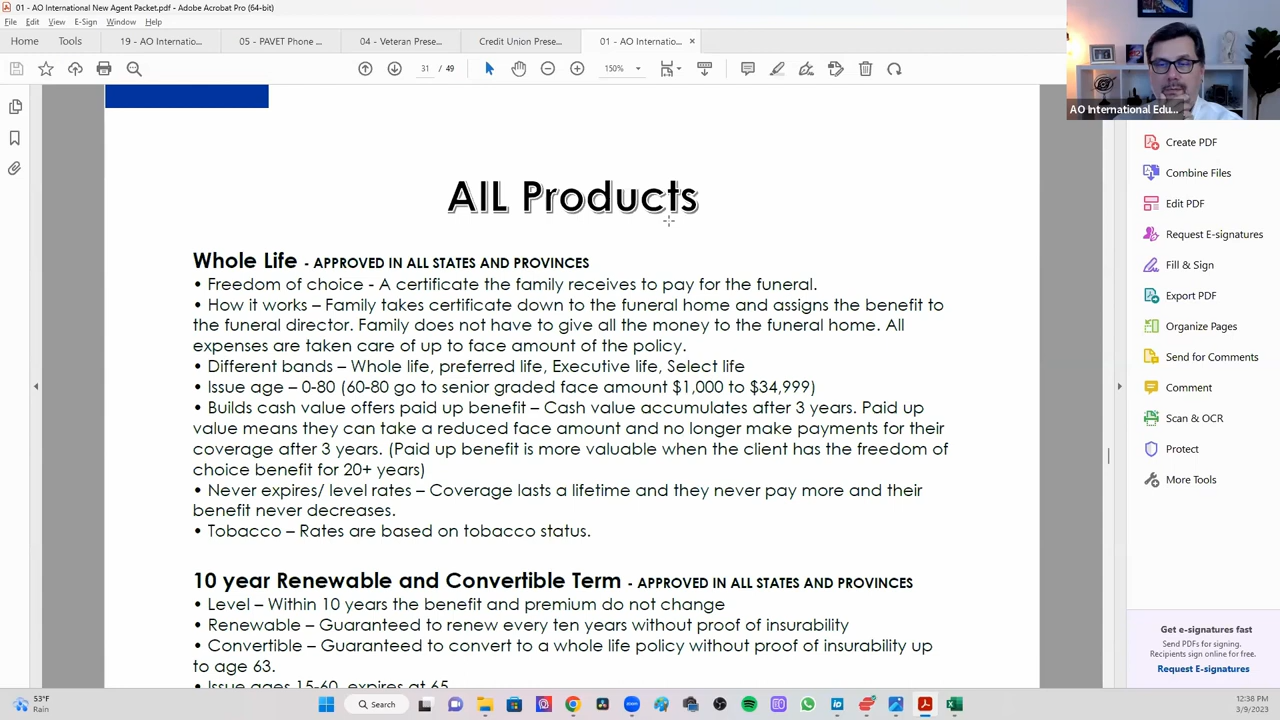 01 - AO International New Agent Packet.pdf - Adobe Acrobat Pro (64-bit)
File Edit View E-Sign Window Help
Home Tools 19 - AO Internatio... 05 - PAVET Phone ... 04 - Veteran Prese... Credit Union Prese... 01 - AO Internatio... ×
31 / 49 150%
AO International Edu...
AIL Products
Whole Life - APPROVED IN ALL STATES AND PROVINCES
• Freedom of choice - A certificate the family receives to pay for the funeral.
• How it works – Family takes certificate down to the funeral home and assigns the benefit to
the funeral director. Family does not have to give all the money to the funeral home. All
expenses are taken care of up to face amount of the policy.
• Different bands – Whole life, preferred life, Executive life, Select life
• Issue age – 0-80 (60-80 go to senior graded face amount $1,000 to $34,999)
• Builds cash value offers paid up benefit – Cash value accumulates after 3 years. Paid up
value means they can take a reduced face amount and no longer make payments for their
coverage after 3 years. (Paid up benefit is more valuable when the client has the freedom of
choice benefit for 20+ years)
• Never expires/ level rates – Coverage lasts a lifetime and they never pay more and their
benefit never decreases.
• Tobacco – Rates are based on tobacco status.
10 year Renewable and Convertible Term - APPROVED IN ALL STATES AND PROVINCES
• Level – Within 10 years the benefit and premium do not change
• Renewable – Guaranteed to renew every ten years without proof of insurability
• Convertible – Guaranteed to convert to a whole life policy without proof of insurability up
to age 63.
• Issue ages 15-60, expires at 65
Create PDF
Combine Files
Edit PDF
Request E-signatures
Fill & Sign
Export PDF
Organize Pages
Send for Comments
Comment
Scan & OCR
Protect
More Tools
Get e-signatures fast
Send PDFs for signing.
Recipients sign online for free.
Request E-signatures
53°F
Rain
Search
12:38 PM
3/9/2023